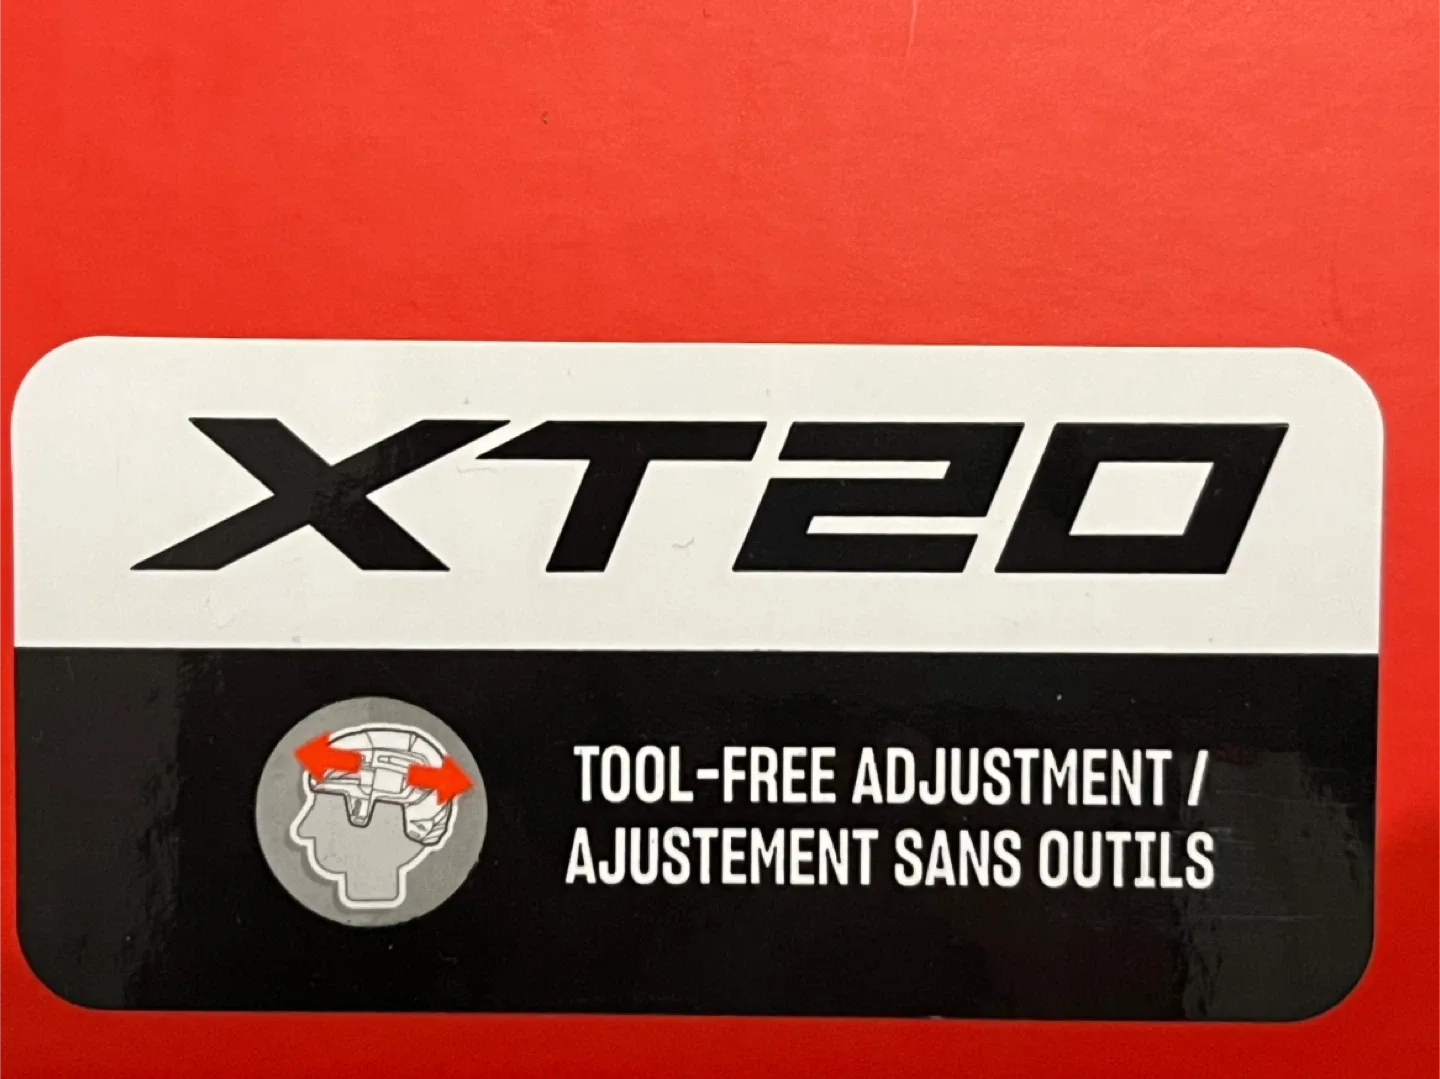 XT20
TOOL-FREE ADJUSTMENT /
AJUSTEMENT SANS OUTILS